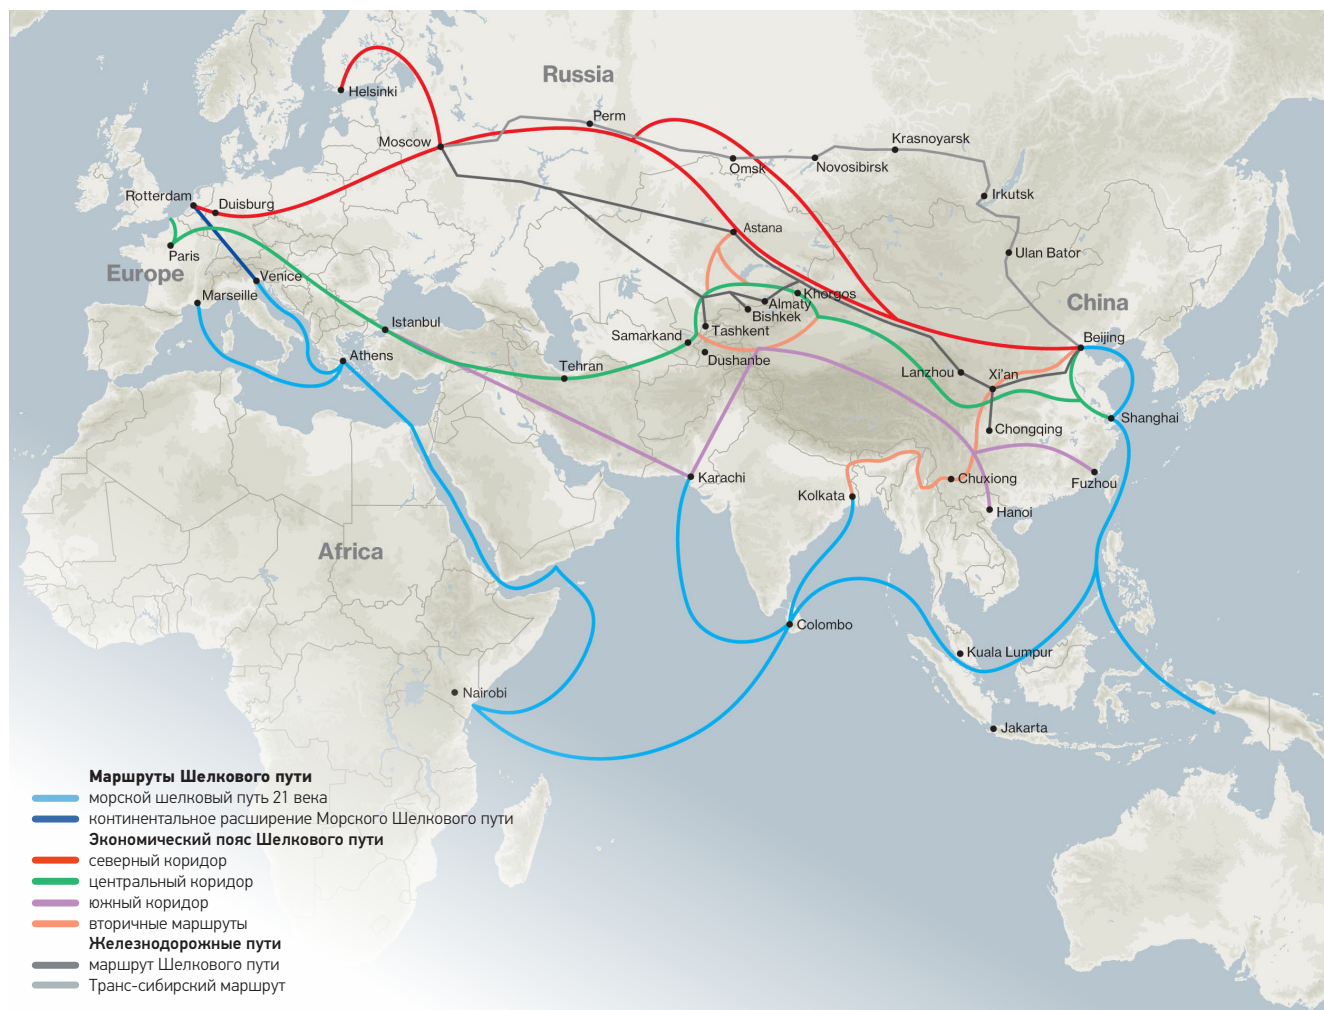 Russia
Helsinki
Perm
Moscow
Krasnoyarsk
Omsk
Novosibirsk
Rotterdam
Duisburg
Irkutsk
Astana
Paris
Ulan Bator
Europe
Venice
Marseille
Khorgos
China
Almaty
Istanbul
Bishkek
Tashkent
Samarkand
Beijing
Athens
Dushanbe
Tehran
Lanzhou
Xi'an
Shanghai
Chongqing
Karachi
Chuxiong
Fuzhou
Kolkata
Hanoi
Africa
Colombo
Kuala Lumpur
Nairobi
Jakarta
Маршруты Шелкового пути
морской шелковый путь 21 века
континентальное расширение Морского Шелкового пути
Экономический пояс Шелкового пути
северный коридор
центральный коридор
южный коридор
вторичные маршруты
Железнодорожные пути
маршрут Шелкового пути
Транс-сибирский маршрут